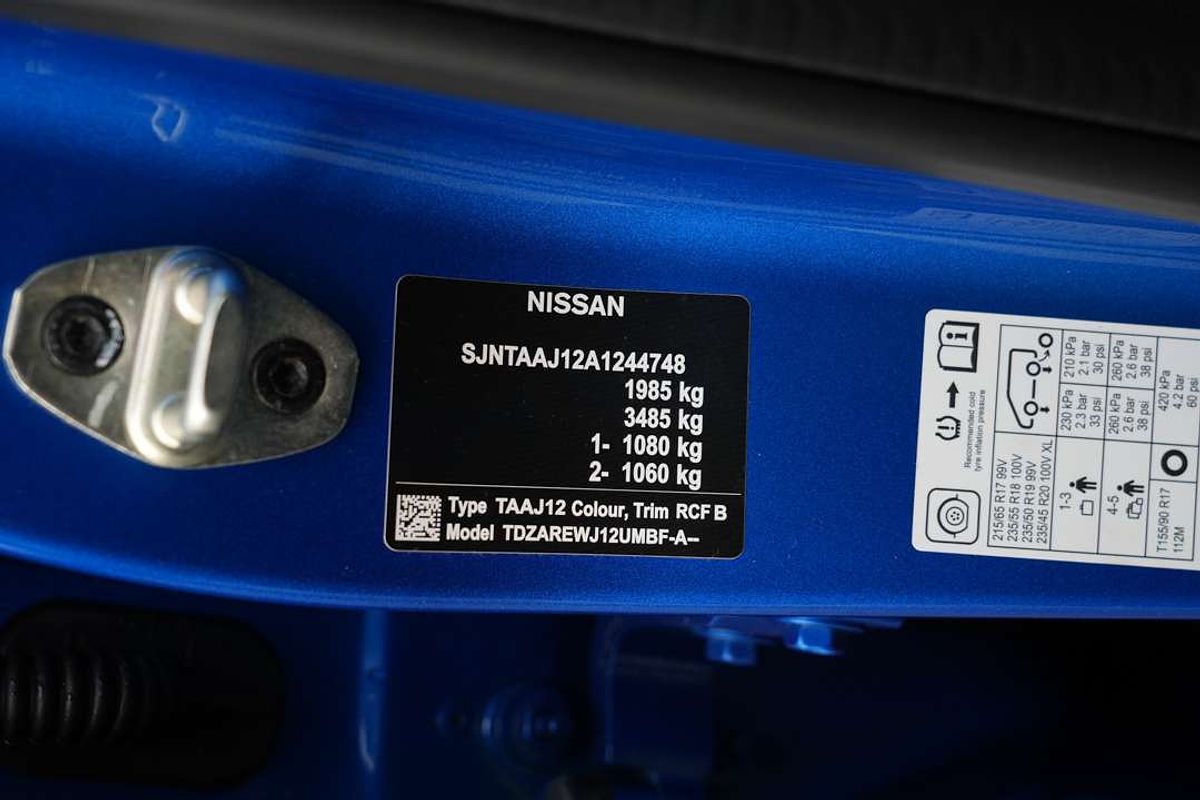 NISSAN
SJNTAAJ12A1244748
1985 kg
3485 kg
1- 1080 kg
2- 1060 kg
Type TAAJ12 Colour, Trim RCF B
Model TDZAREWJ12UMBF-A--
Recommended cold
tyre inflation pressure
215/65 R17 99V
235/55 R18 100V
235/50 R19 99V
235/45 R20 100V XL
230 kPa
2.3 bar
33 psi
210 kPa
2.1 bar
30 psi
1-3
260 kPa
2.6 bar
38 psi
260 kPa
2.6 bar
38 psi
4-5
T155/90 R17
112M
420 kPa
4.2 bar
60 psi